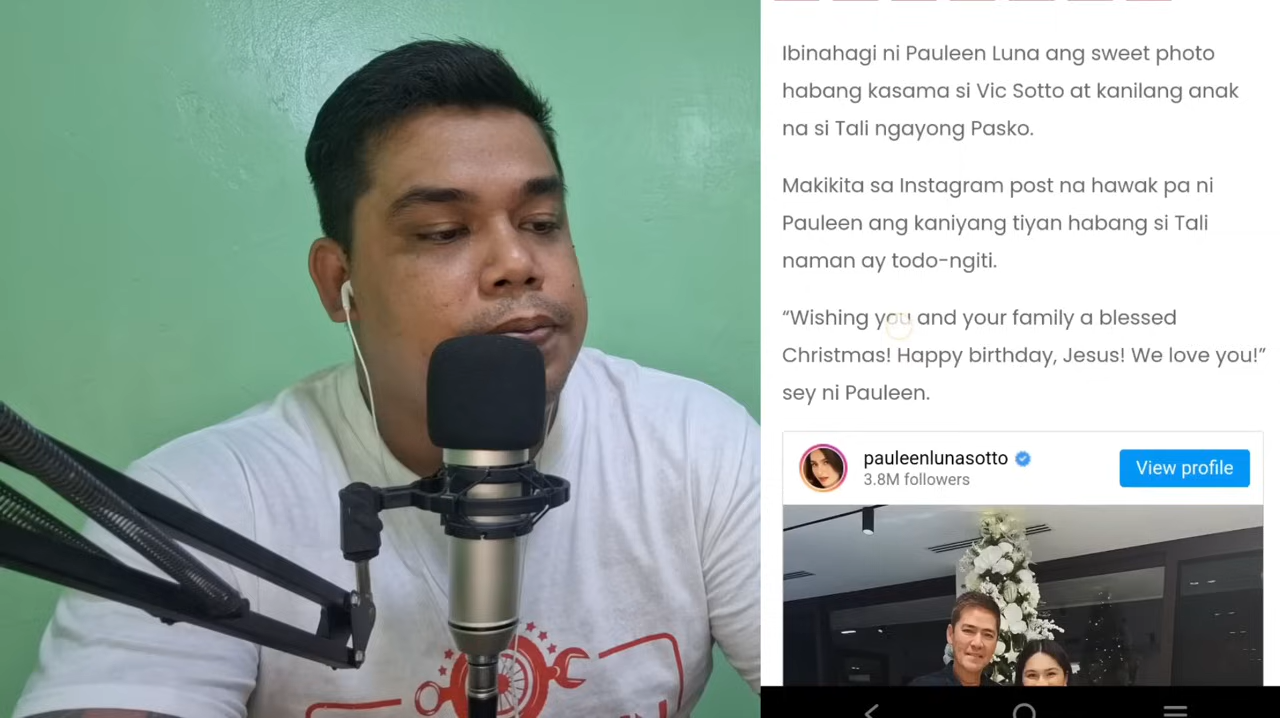 Ibinahagi ni Pauleen Luna ang sweet photo
habang kasama si Vic Sotto at kanilang anak
na si Tali ngayong Pasko.
Makikita sa Instagram post na hawak pa ni
Pauleen ang kaniyang tiyan habang si Tali
naman ay todo-ngiti.
“Wishing you and your family a blessed
Christmas! Happy birthday, Jesus! We love you!”
sey ni Pauleen.
pauleenlunasotto
3.8M followers
View profile